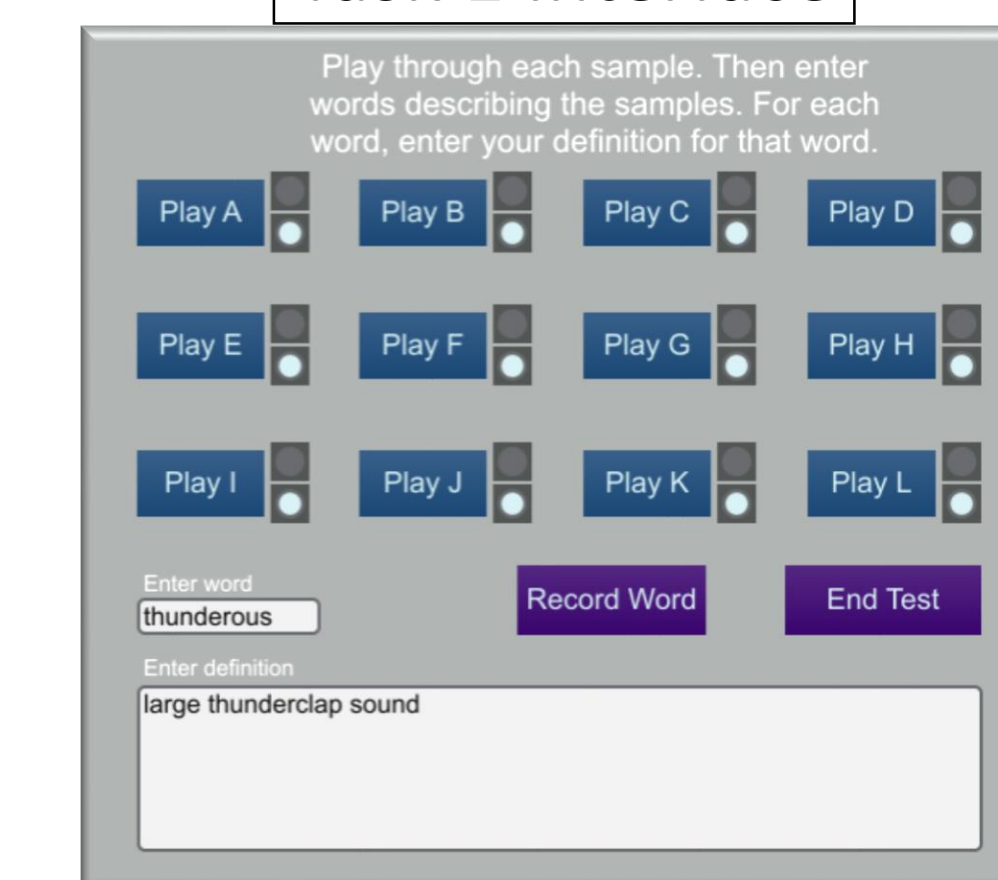 Play through each sample. Then enter
words describing the samples. For each
word, enter your definition for that word.
Play A Play B Play C Play D
Play E Play F Play G Play H
Play I Play J Play K Play L
Enter word
thunderous
Record Word End Test
Enter definition
large thunderclap sound